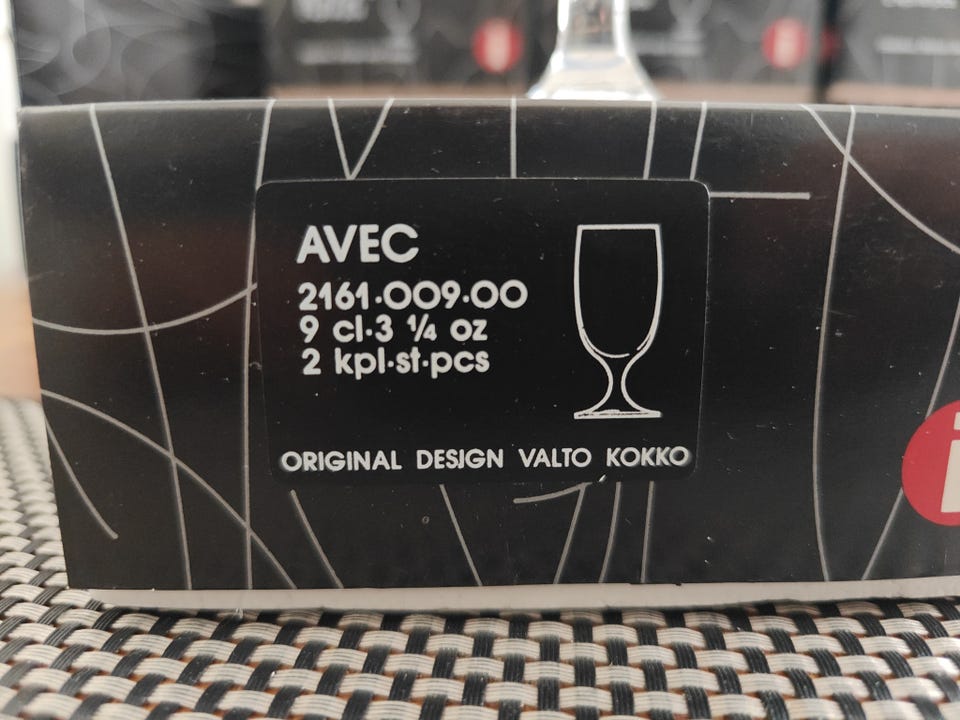 AVEC
2161·009·00
9 cl·3 ¼ oz
2 kpl·st·pcs
ORIGINAL DESIGN VALTO KOKKO
i